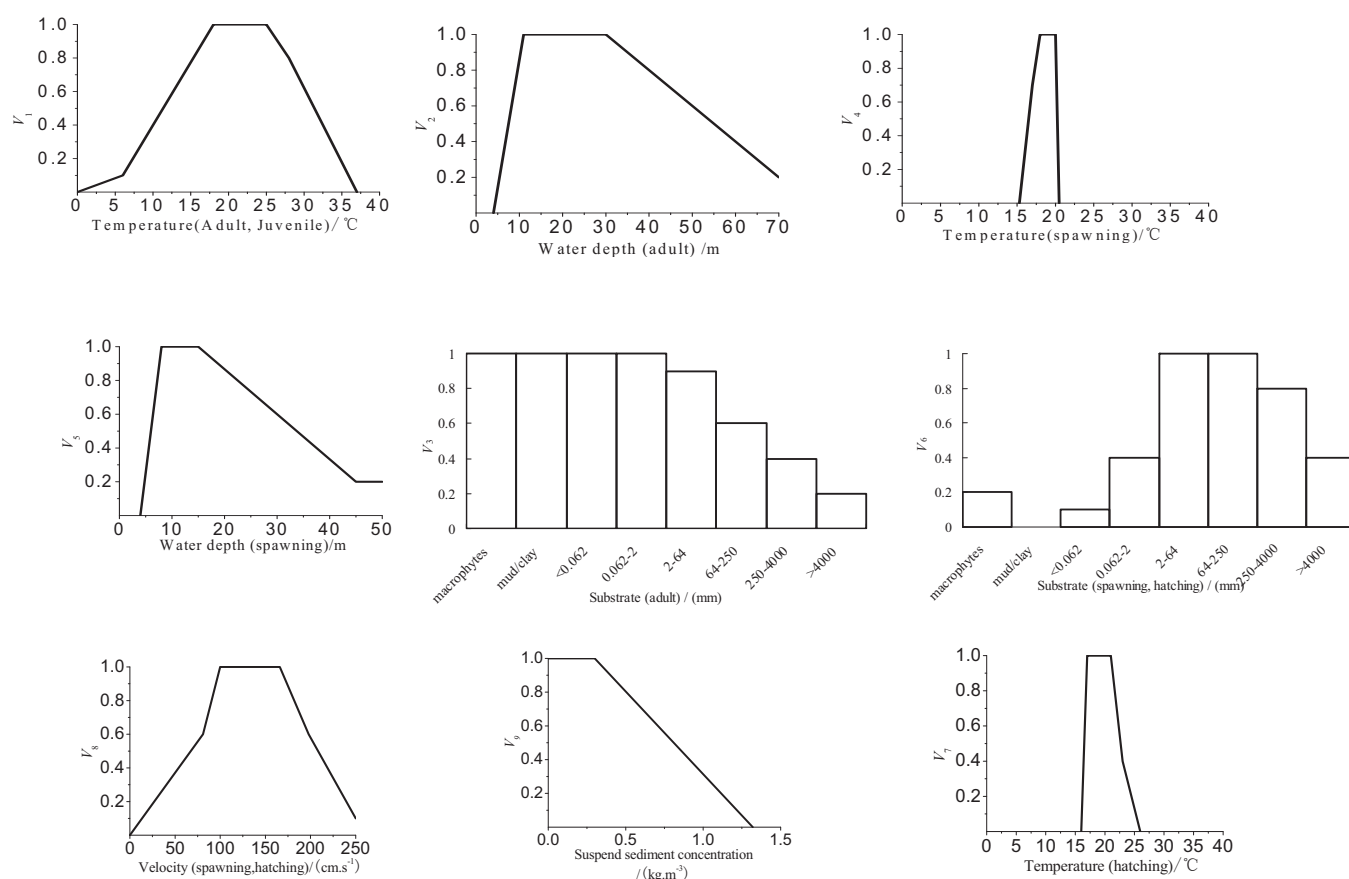 1.0
0.8
0.6
0.4
0.2
V1
0 5 10 15 20 25 30 35 40
Temperature(Adult, Juvenile)/℃
1.0
0.8
0.6
0.4
0.2
V2
0 10 20 30 40 50 60 70
Water depth (adult) /m
1.0
0.8
0.6
0.4
0.2
V4
0 5 10 15 20 25 30 35 40
Temperature(spawning)/℃
1.0
0.8
0.6
0.4
0.2
V5
0 10 20 30 40 50
Water depth (spawning)/m
1
0.8
0.6
0.4
0.2
0
V3
macrophytes mud/clay <0.062 0.062-2 2-64 64-250 250-4000 >4000
Substrate (adult) / (mm)
1
0.8
0.6
0.4
0.2
0
V6
macrophytes mud/clay <0.062 0.062-2 2-64 64-250 250-4000 >4000
Substrate (spawning, hatching) / (mm)
1.0
0.8
0.6
0.4
0.2
V8
0 50 100 150 200 250
Velocity (spawning,hatching)/(cm.s-1)
1.0
0.8
0.6
0.4
0.2
V9
0.0 0.5 1.0 1.5
Suspend sediment concentration
/(kg.m-3)
1.0
0.8
0.6
0.4
0.2
V7
0 5 10 15 20 25 30 35 40
Temperature (hatching)/℃